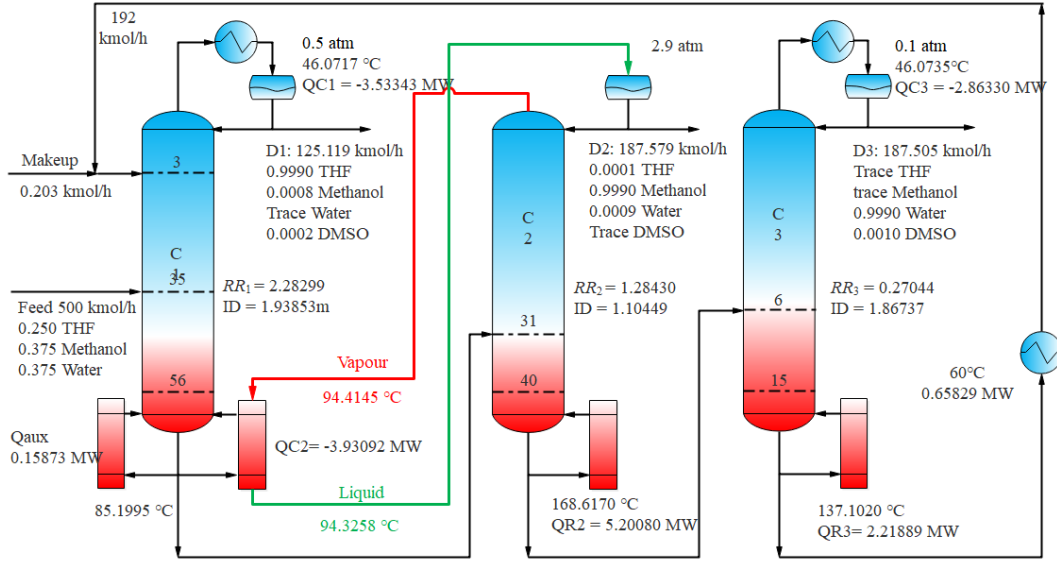 192
kmol/h
0.5 atm
46.0717 ℃
QC1 = -3.53343 MW
2.9 atm
0.1 atm
46.0735℃
QC3 = -2.86330 MW
Makeup
0.203 kmol/h
3
C
1
35
D1: 125.119 kmol/h
0.9990 THF
0.0008 Methanol
Trace Water
0.0002 DMSO
RR₁ = 2.28299
ID = 1.93853m
Feed 500 kmol/h
0.250 THF
0.375 Methanol
0.375 Water
56
Qaux
0.15873 MW
85.1995 ℃
Vapour
94.4145 ℃
QC2= -3.93092 MW
Liquid
94.3258 ℃
C
2
31
40
D2: 187.579 kmol/h
0.0001 THF
0.9990 Methanol
0.0009 Water
Trace DMSO
RR₂ = 1.28430
ID = 1.10449
168.6170 ℃
QR2 = 5.20080 MW
C
3
6
15
D3: 187.505 kmol/h
Trace THF
trace Methanol
0.9990 Water
0.0010 DMSO
RR₃ = 0.27044
ID = 1.86737
60℃
0.65829 MW
137.1020 ℃
QR3= 2.21889 MW